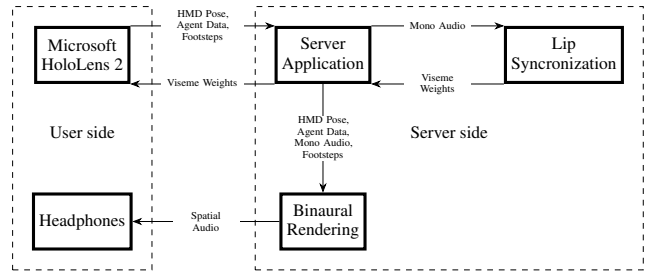 HMD Pose,
Agent Data,
Footsteps
Microsoft
HoloLens 2
Server
Application
Mono Audio
Lip
Syncronization
Viseme Weights
Viseme
Weights
HMD Pose,
Agent Data,
Mono Audio,
Footsteps
User side
Server side
Headphones
Spatial
Audio
Binaural
Rendering